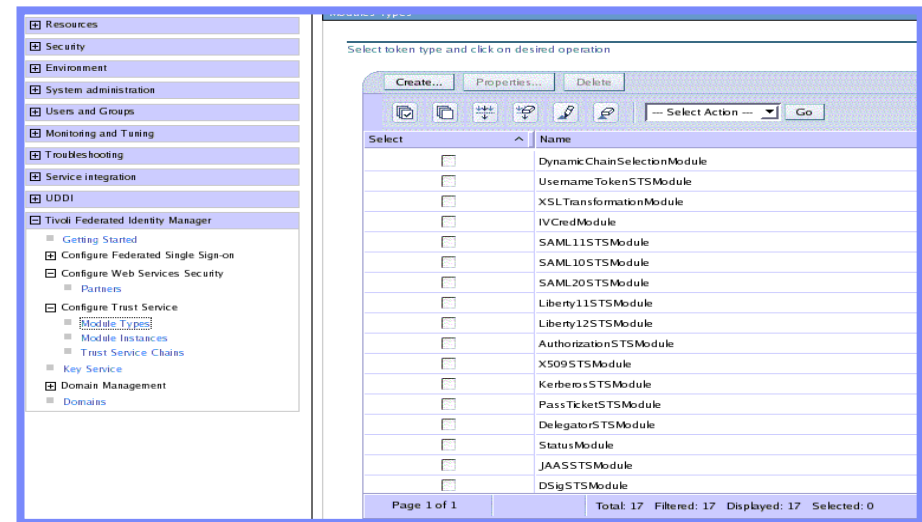 Resources
Security
Environment
System administration
Users and Groups
Monitoring and Tuning
Troubleshooting
Service integration
UDDI
Tivoli Federated Identity Manager
Getting Started
Configure Federated Single Sign-on
Configure Web Services Security
Partners
Configure Trust Service
Module Types
Module Instances
Trust Service Chains
Key Service
Domain Management
Domains
Modules Types
Select token type and click on desired operation
Create... Properties... Delete
--- Select Action --- Go
Select Name
DynamicChainSelectionModule
UsernameTokenSTSModule
XSLTransformationModule
IVCredModule
SAML11STSModule
SAML10STSModule
SAML20STSModule
Liberty11STSModule
Liberty12STSModule
AuthorizationSTSModule
X509STSModule
KerberosSTSModule
PassTicketSTSModule
DelegatorSTSModule
StatusModule
JAASSTSModule
DSigSTSModule
Page 1 of 1 Total: 17 Filtered: 17 Displayed: 17 Selected: 0